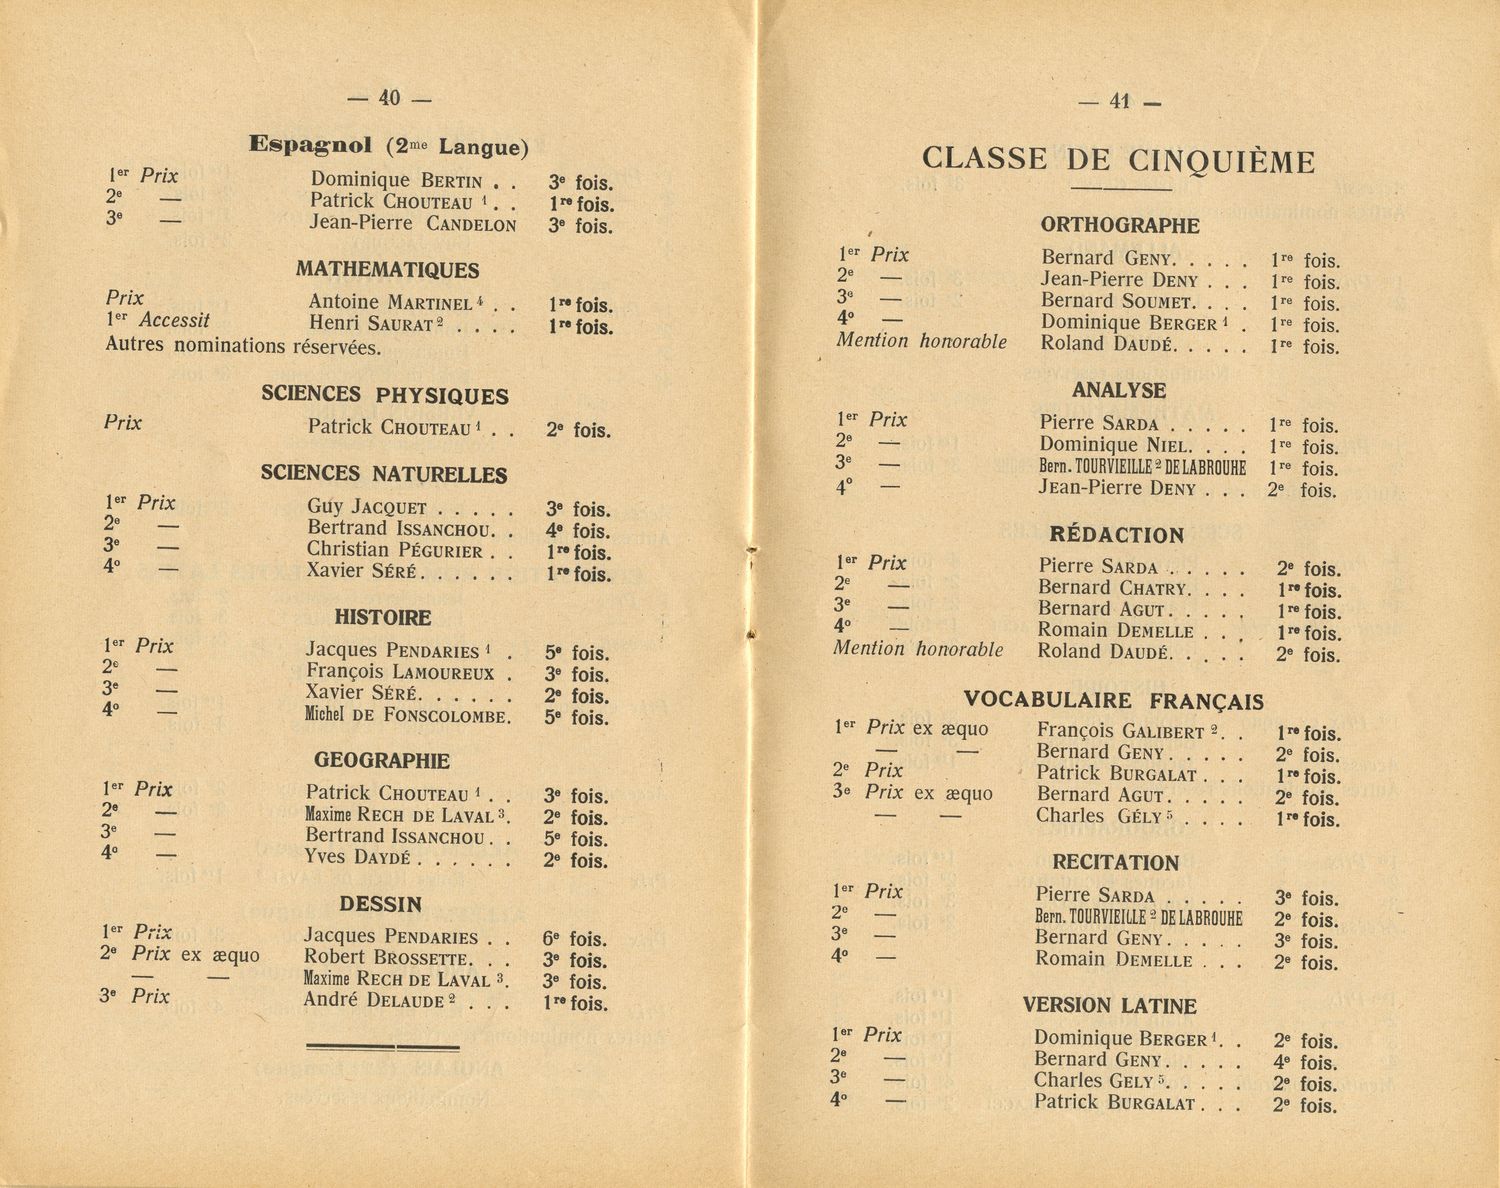 — 40 —
Espagnol (2me Langue)
1er Prix Dominique BERTIN . . 3e fois.
2e — Patrick CHOUTEAU 1 . . 1re fois.
3e — Jean-Pierre CANDELON 3e fois.
MATHEMATIQUES
Prix Antoine MARTINEL 4 . . 1re fois.
1er Accessit Henri SAURAT 2 . . . . 1re fois.
Autres nominations réservées.
SCIENCES PHYSIQUES
Prix Patrick CHOUTEAU 1 . . 2e fois.
SCIENCES NATURELLES
1er Prix Guy JACQUET . . . . . 3e fois.
2e — Bertrand ISSANCHOU. . 4e fois.
3e — Christian PÉGURIER . . 1re fois.
4o — Xavier SÉRÉ. . . . . . 1re fois.
HISTOIRE
1er Prix Jacques PENDARIES 1 . 5e fois.
2e — François LAMOUREUX . 3e fois.
3e — Xavier SÉRÉ. . . . . . 2e fois.
4o — Michel DE FONSCOLOMBE. 5e fois.
GEOGRAPHIE
1er Prix Patrick CHOUTEAU 1 . . 3e fois.
2e — Maxime RECH DE LAVAL 3. 2e fois.
3e — Bertrand ISSANCHOU . . 5e fois.
4o — Yves DAYDÉ . . . . . . 2e fois.
DESSIN
1er Prix Jacques PENDARIES . . 6e fois.
2e Prix ex æquo Robert BROSSETTE. . . 3e fois.
— — Maxime RECH DE LAVAL 3. 3e fois.
3e Prix André DELAUDE 2 . . . 1re fois.
— 41 —
CLASSE DE CINQUIÈME
ORTHOGRAPHE
1er Prix Bernard GENY. . . . . 1re fois.
2e — Jean-Pierre DENY . . . 1re fois.
3e — Bernard SOUMET. . . . 1re fois.
4o — Dominique BERGER 1 . 1re fois.
Mention honorable Roland DAUDÉ. . . . . 1re fois.
ANALYSE
1er Prix Pierre SARDA . . . . . 1re fois.
2e — Dominique NIEL. . . . 1re fois.
3e — Bern. TOURVIEILLE 2 DE LABROUHE 1re fois.
4o — Jean-Pierre DENY . . . 2e fois.
RÉDACTION
1er Prix Pierre SARDA . . . . . 2e fois.
2e — Bernard CHATRY. . . . 1re fois.
3e — Bernard AGUT. . . . . 1re fois.
4o — Romain DEMELLE . . . 1re fois.
Mention honorable Roland DAUDÉ. . . . . 2e fois.
VOCABULAIRE FRANÇAIS
1er Prix ex æquo François GALIBERT 2. . 1re fois.
— — Bernard GENY. . . . . 2e fois.
2e Prix Patrick BURGALAT . . . 1re fois.
3e Prix ex æquo Bernard AGUT. . . . . 2e fois.
— — Charles GÉLY 5 . . . . 1re fois.
RECITATION
1er Prix Pierre SARDA . . . . . 3e fois.
2e — Bern. TOURVIEILLE 2 DE LABROUHE 2e fois.
3e — Bernard GENY. . . . . 3e fois.
4o — Romain DEMELLE . . . 2e fois.
VERSION LATINE
1er Prix Dominique BERGER 1. . 2e fois.
2e — Bernard GENY. . . . . 4e fois.
3e — Charles GELY 5. . . . . 2e fois.
4o — Patrick BURGALAT . . . 2e fois.